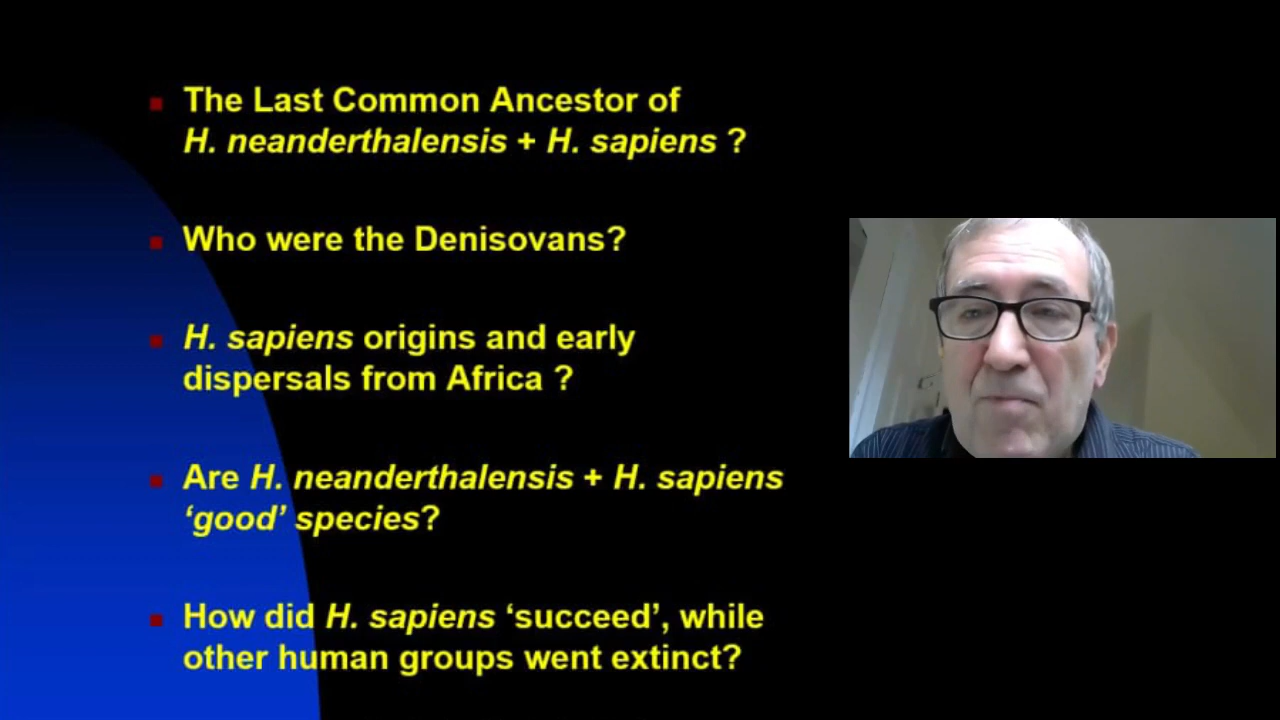 The Last Common Ancestor of
H. neanderthalensis + H. sapiens ?
Who were the Denisovans?
H. sapiens origins and early
dispersals from Africa ?
Are H. neanderthalensis + H. sapiens
‘good’ species?
How did H. sapiens ‘succeed’, while
other human groups went extinct?